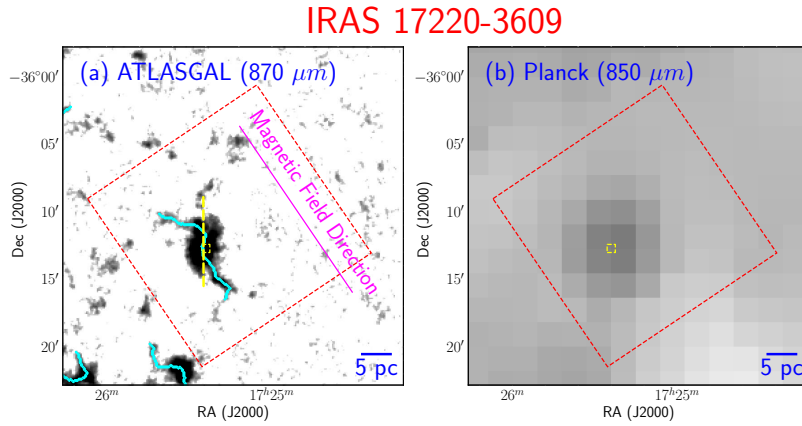 IRAS 17220-3609
(a) ATLASGAL (870 μm)
(b) Planck (850 μm)
Magnetic Field Direction
−36°00′
05′
10′
15′
20′
Dec (J2000)
5 pc
26ᵐ
17ʰ25ᵐ
RA (J2000)
−36°00′
05′
10′
15′
20′
Dec (J2000)
5 pc
26ᵐ
17ʰ25ᵐ
RA (J2000)